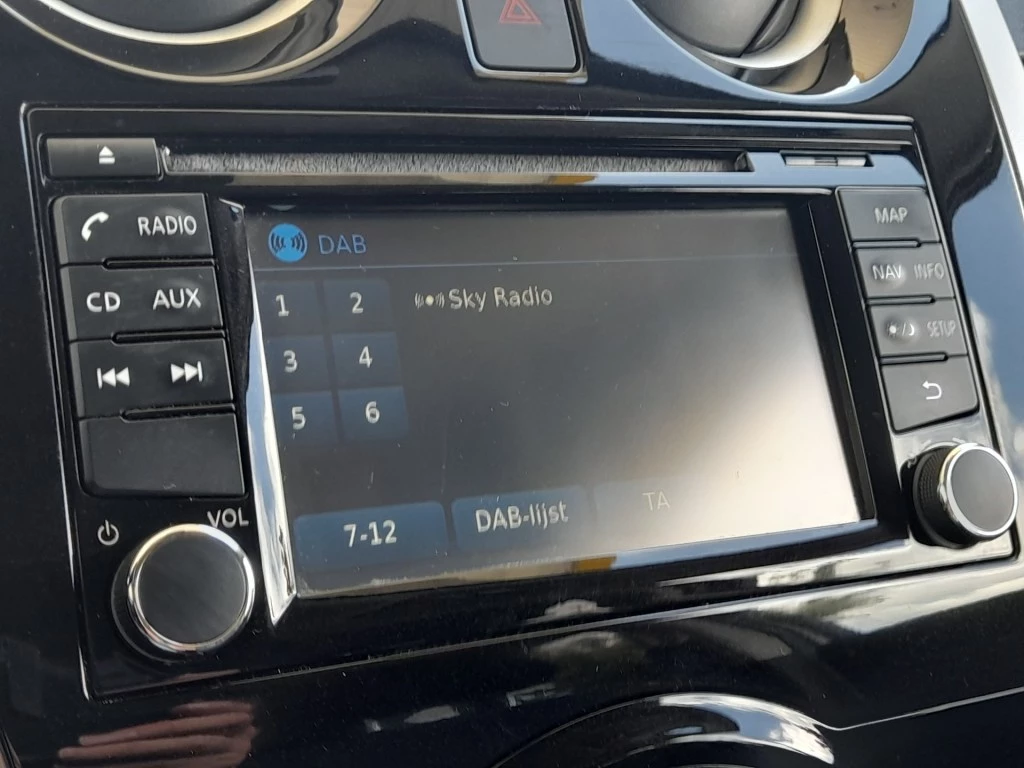 RADIO
CD AUX
VOL
DAB
1 2
3 4
5 6
Sky Radio
7-12
DAB-lijst
TA
MAP
NAV INFO
SETUP